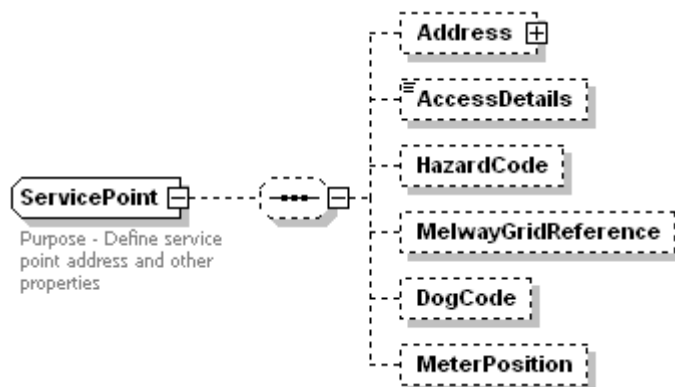 Address
AccessDetails
HazardCode
ServicePoint
Purpose - Define service
point address and other
properties
MelwayGridReference
DogCode
MeterPosition